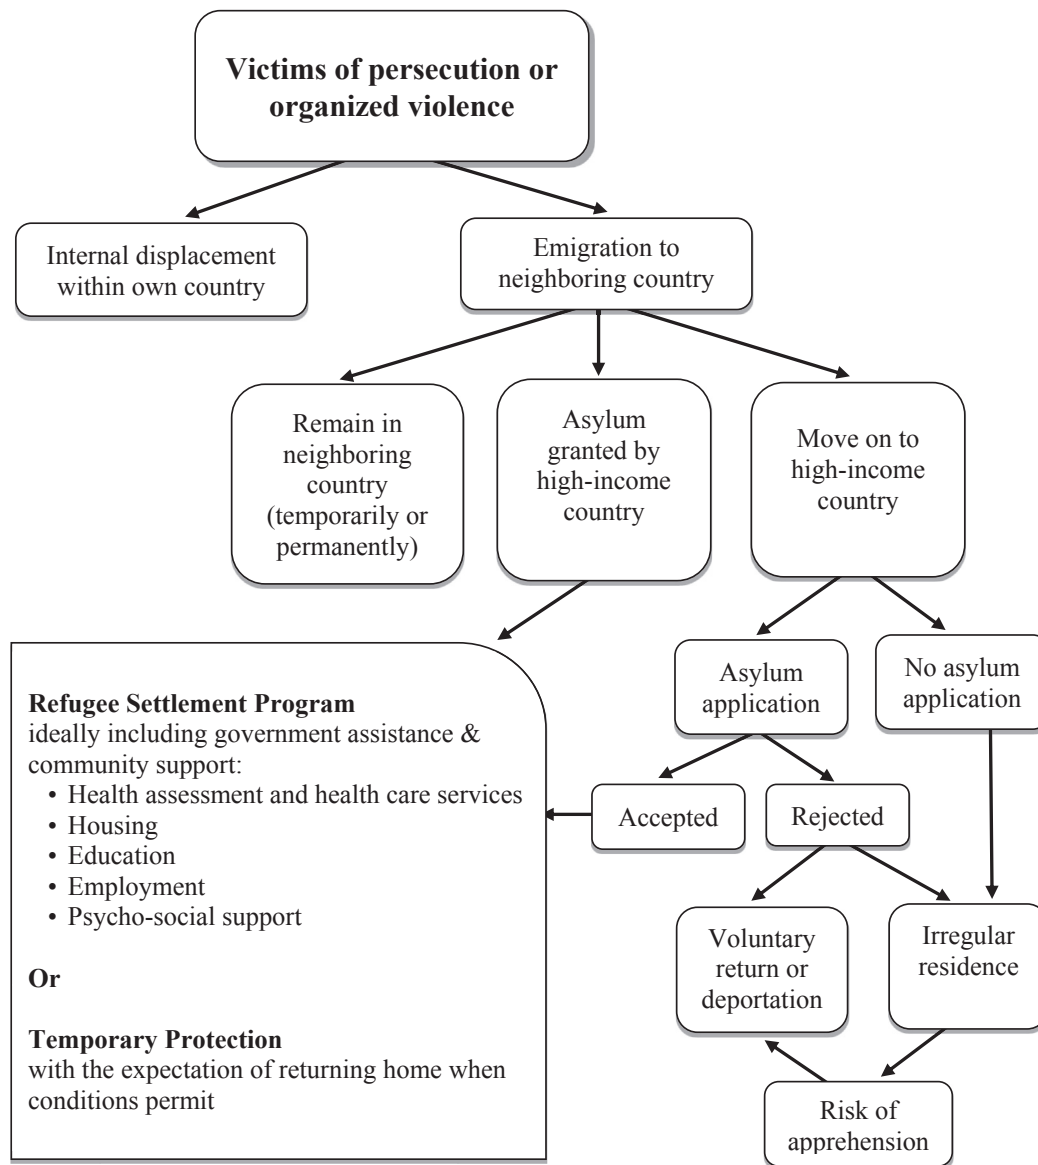 Victims of persecution or
organized violence
Internal displacement
within own country
Emigration to
neighboring country
Remain in
neighboring
country
(temporarily or
permanently)
Asylum
granted by
high-income
country
Move on to
high-income
country
Refugee Settlement Program
ideally including government assistance &
community support:
• Health assessment and health care services
• Housing
• Education
• Employment
• Psycho-social support
Or
Temporary Protection
with the expectation of returning home when
conditions permit
Asylum
application
No asylum
application
Accepted
Rejected
Voluntary
return or
deportation
Irregular
residence
Risk of
apprehension